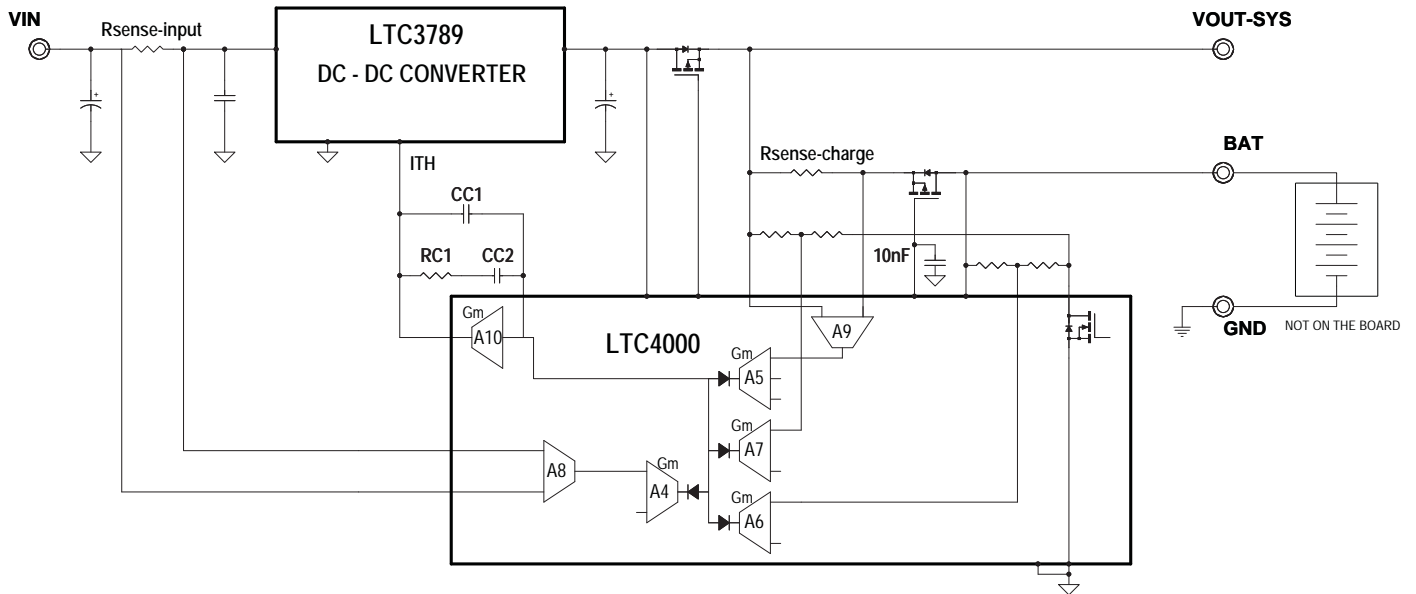 VIN
Rsense-input
LTC3789
DC - DC CONVERTER
VOUT-SYS
+
+
ITH
Rsense-charge
BAT
CC1
RC1
CC2
10nF
GND
NOT ON THE BOARD
Gm
A10
LTC4000
A9
Gm
A5
Gm
A7
A8
Gm
A4
Gm
A6